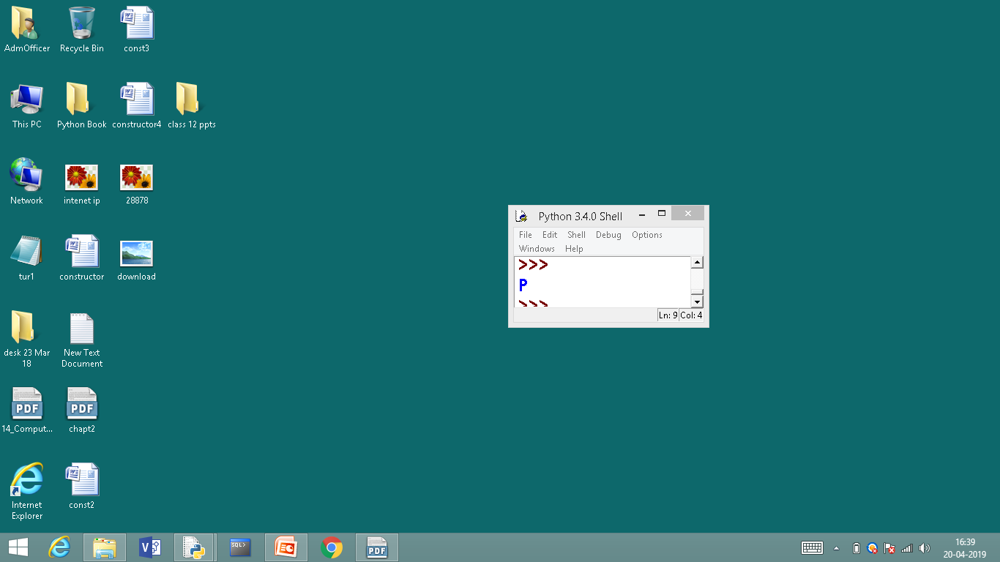 AdmOfficer
Recycle Bin
const3
This PC
Python Book
constructor4
class 12 ppts
Network
intenet ip
28878
tur1
constructor
download
desk 23 Mar
18
New Text
Document
PDF
14_Comput...
PDF
chapt2
Internet
Explorer
const2
Python 3.4.0 Shell
File Edit Shell Debug Options
Windows Help
>>>
P
>>>
Ln: 9 Col: 4
SQL>
PDF
16:39
20-04-2019